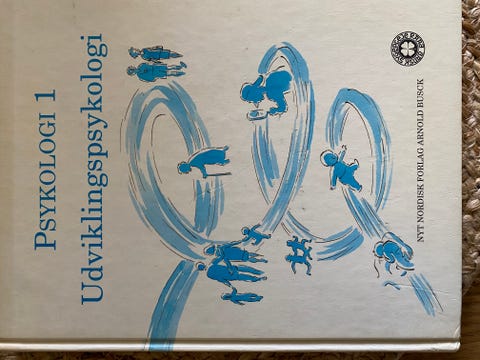 PSYKOLOGI 1
Udviklingspsykologi
NYT NORDISK FORLAG ARNOLD BUSCK